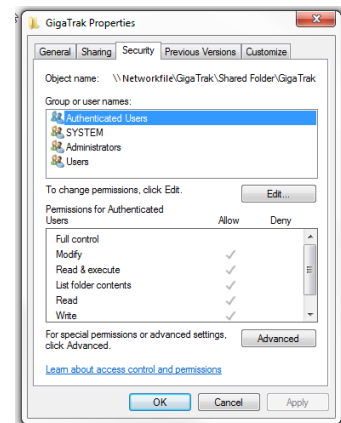 GigaTrak Properties
General Sharing Security Previous Versions Customize
Object name: \\Networkfile\GigaTrak\Shared Folder\GigaTrak
Group or user names:
Authenticated Users
SYSTEM
Administrators
Users
To change permissions, click Edit. Edit...
Permissions for Authenticated
Users Allow Deny
Full control
Modify
Read & execute
List folder contents
Read
Write
For special permissions or advanced settings,
click Advanced. Advanced
Learn about access control and permissions
OK Cancel Apply